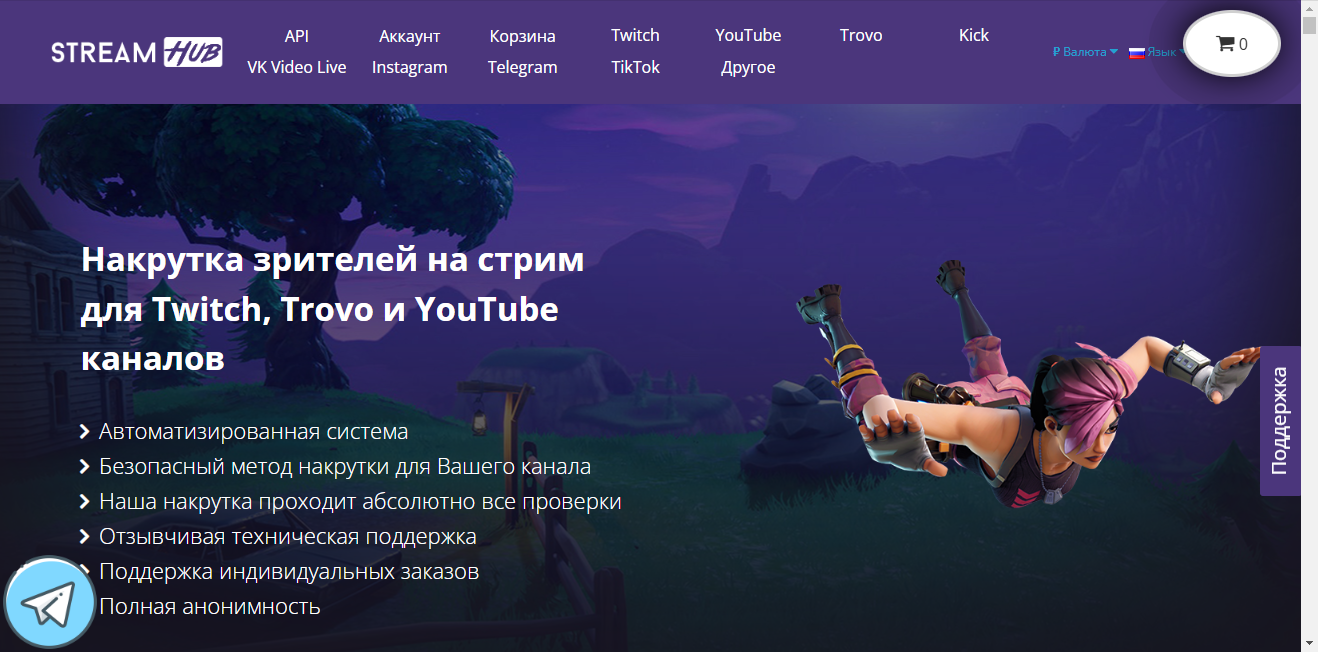 STREAM HUB
API
Аккаунт
Корзина
Twitch
YouTube
Trovo
Kick
VK Video Live
Instagram
Telegram
TikTok
Другое
₽ Валюта
Язык
0
Накрутка зрителей на стрим
для Twitch, Trovo и YouTube
каналов
Автоматизированная система
Безопасный метод накрутки для Вашего канала
Наша накрутка проходит абсолютно все проверки
Отзывчивая техническая поддержка
Поддержка индивидуальных заказов
Полная анонимность
Поддержка